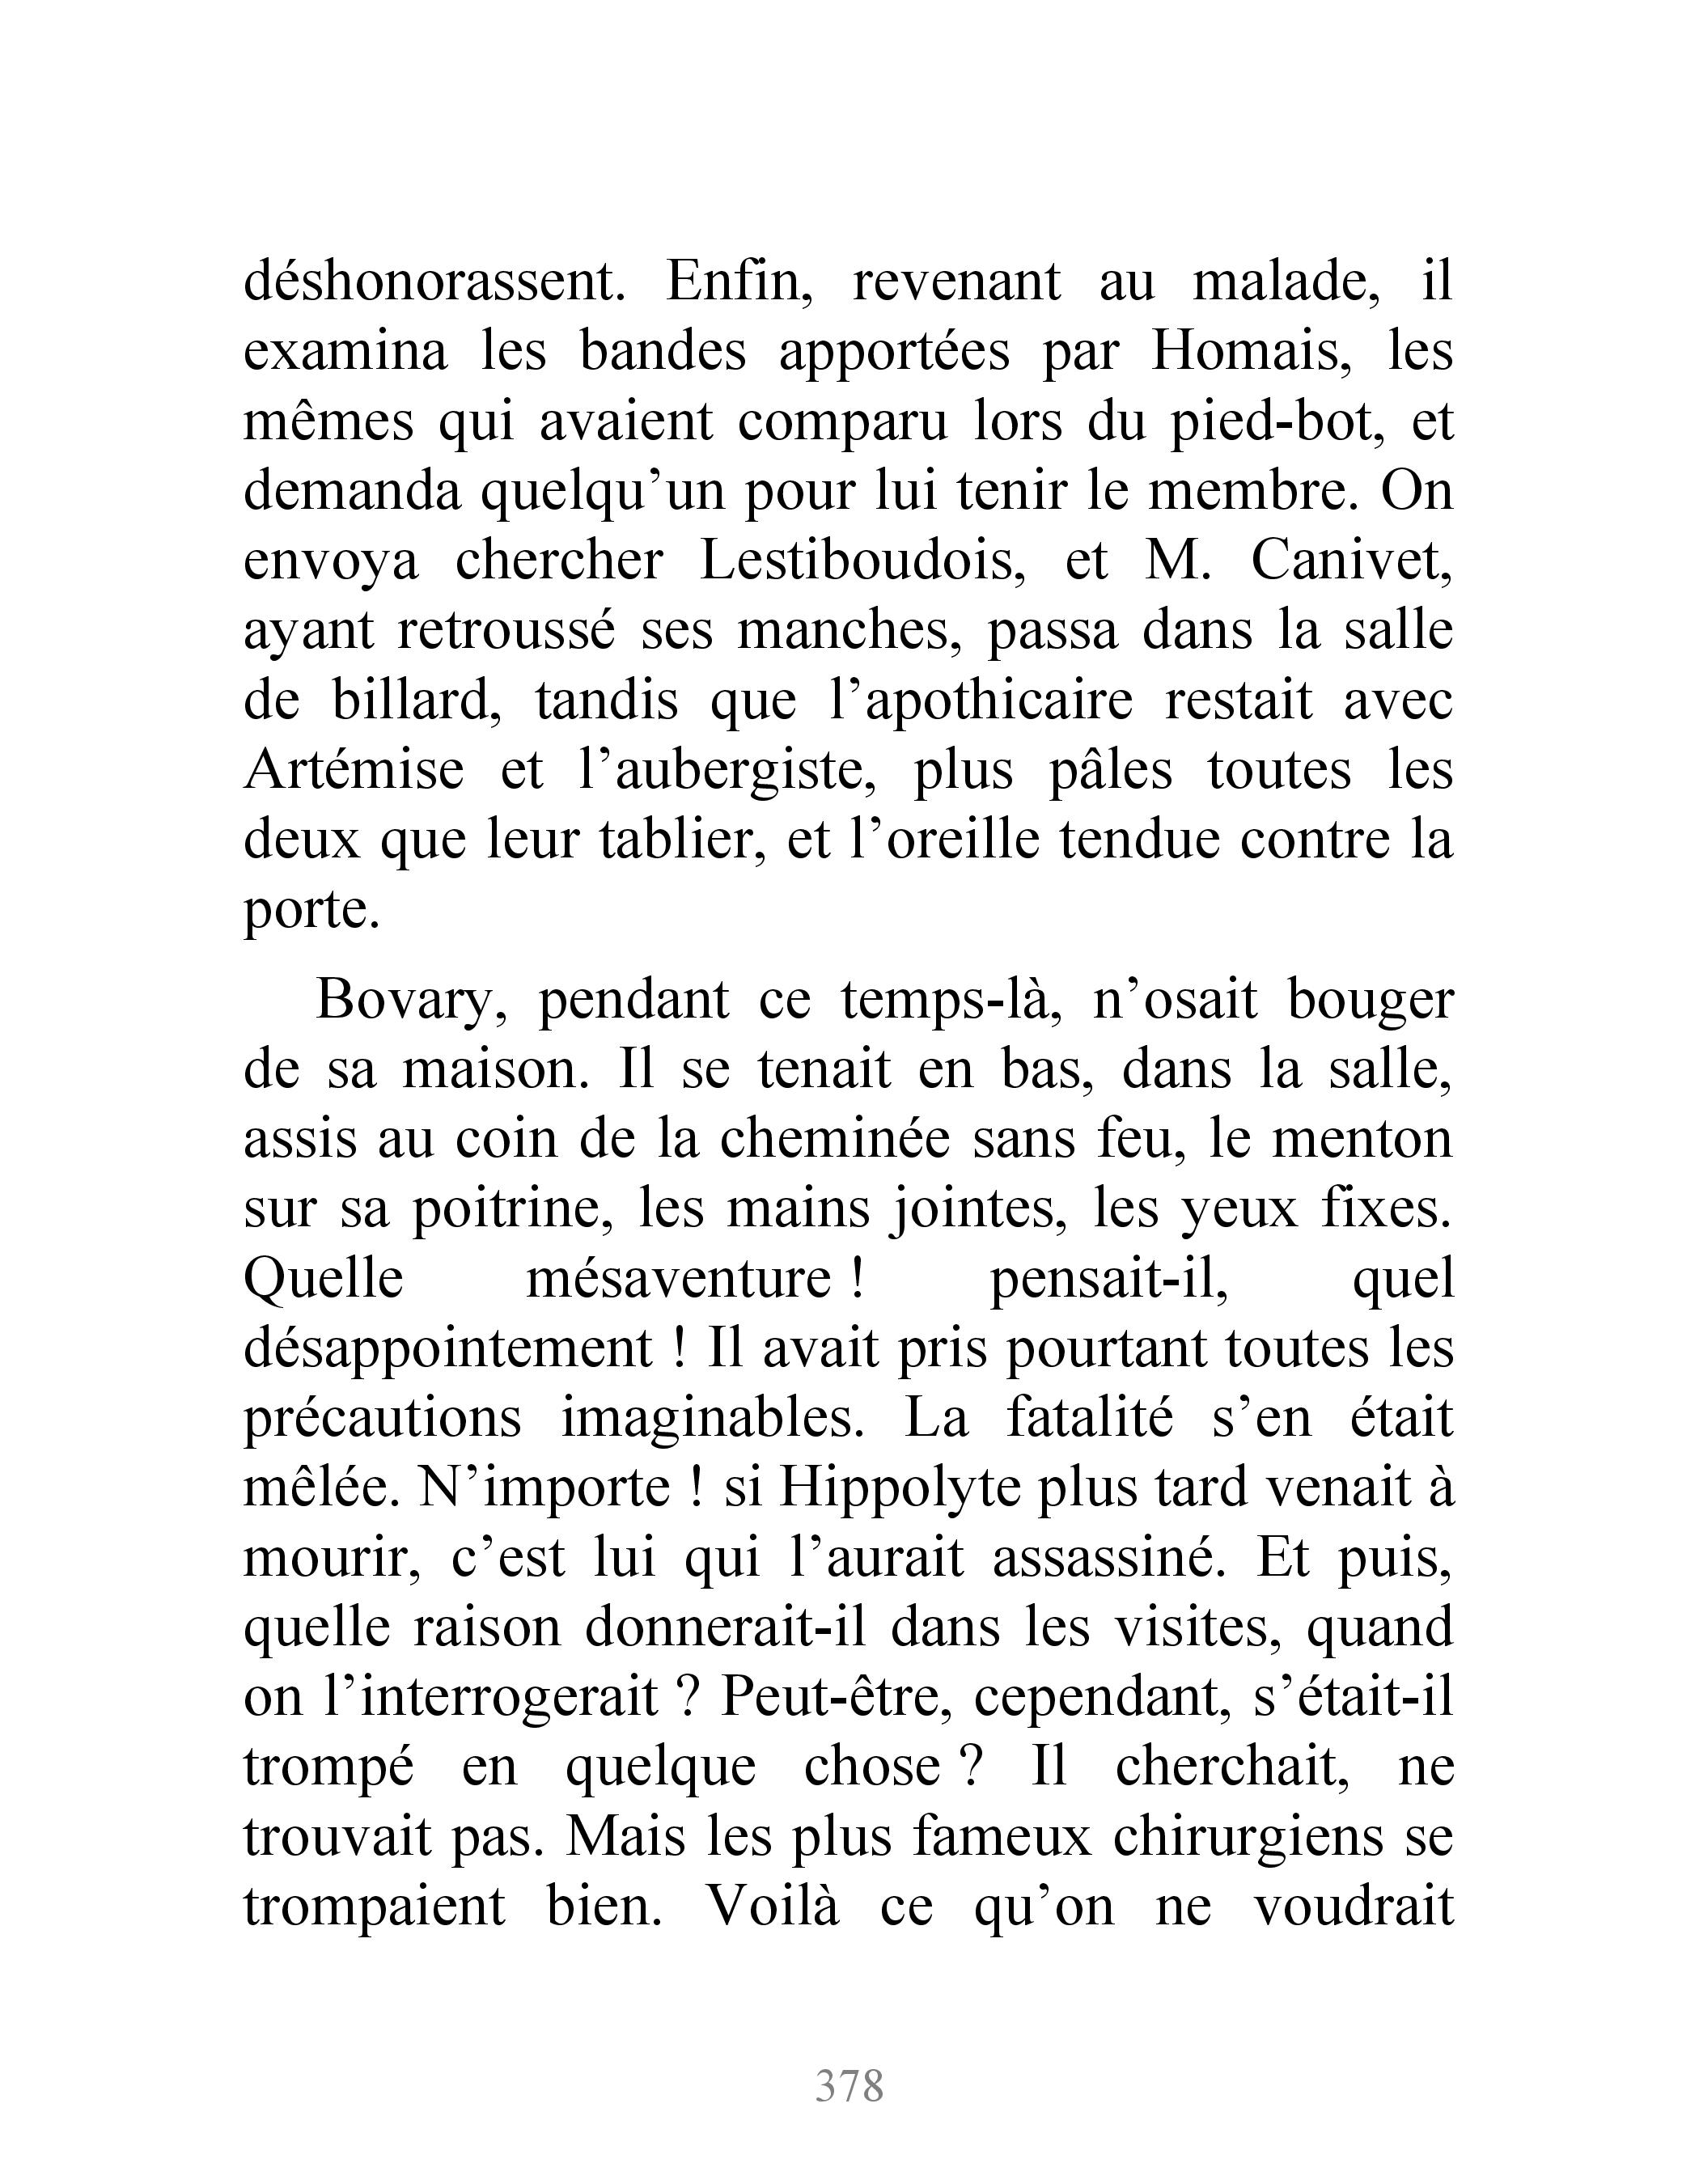 déshonorassent. Enfin, revenant au malade, il
examina les bandes apportées par Homais, les
mêmes qui avaient comparu lors du pied-bot, et
demanda quelqu’un pour lui tenir le membre. On
envoya chercher Lestiboudois, et M. Canivet,
ayant retroussé ses manches, passa dans la salle
de billard, tandis que l’apothicaire restait avec
Artémise et l’aubergiste, plus pâles toutes les
deux que leur tablier, et l’oreille tendue contre la
porte.
Bovary, pendant ce temps-là, n’osait bouger
de sa maison. Il se tenait en bas, dans la salle,
assis au coin de la cheminée sans feu, le menton
sur sa poitrine, les mains jointes, les yeux fixes.
Quelle mésaventure ! pensait-il, quel
désappointement ! Il avait pris pourtant toutes les
précautions imaginables. La fatalité s’en était
mêlée. N’importe ! si Hippolyte plus tard venait à
mourir, c’est lui qui l’aurait assassiné. Et puis,
quelle raison donnerait-il dans les visites, quand
on l’interrogerait ? Peut-être, cependant, s’était-il
trompé en quelque chose ? Il cherchait, ne
trouvait pas. Mais les plus fameux chirurgiens se
trompaient bien. Voilà ce qu’on ne voudrait
378